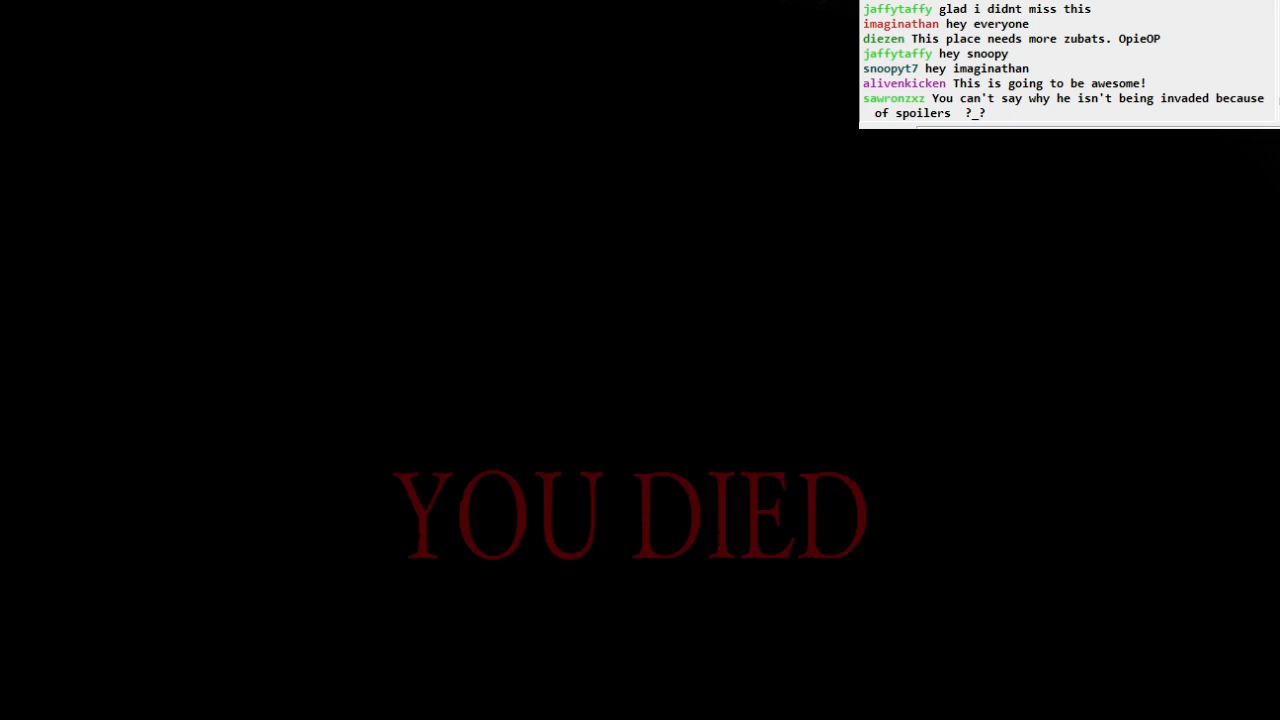 jaffytaffy glad i didnt miss this
imaginathan hey everyone
diezen This place needs more zubats. OpieOP
jaffytaffy hey snoopy
snoopyt7 hey imaginathan
alivenkicken This is going to be awesome!
sawronzxz You can't say why he isn't being invaded because
of spoilers ?_?
YOU DIED